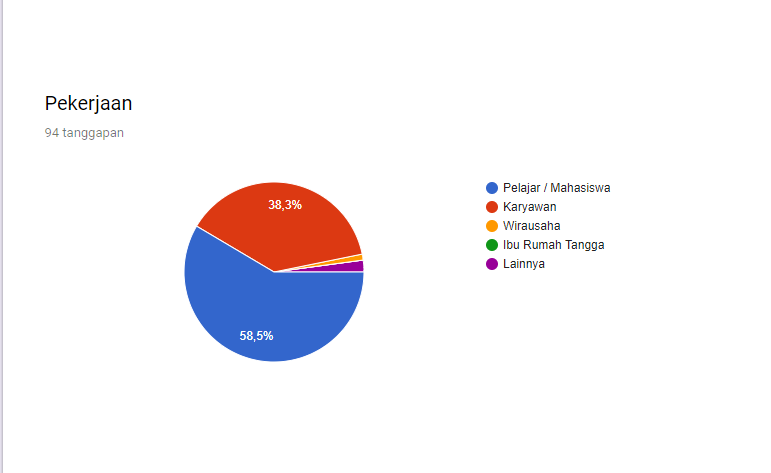 Pekerjaan
94 tanggapan
38,3%
58,5%
Pelajar / Mahasiswa
Karyawan
Wirausaha
Ibu Rumah Tangga
Lainnya